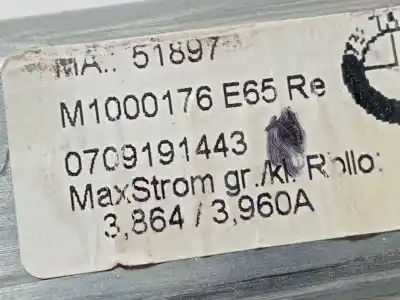 MA.: 51897
M1000176 E65 Re
0709191443
MaxStrom gr./kl. Rollo:
3,864 / 3,960A